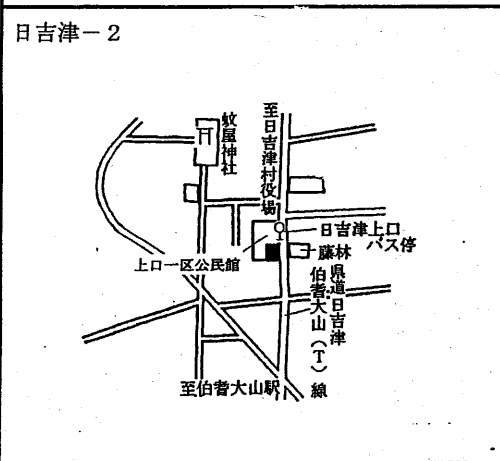 日吉津－2
蚊屋神社
至日吉津村役場
日吉津上口
バス停
藤林
上口一区公民館
県道日吉津
伯耆大山(T)線
至伯耆大山駅